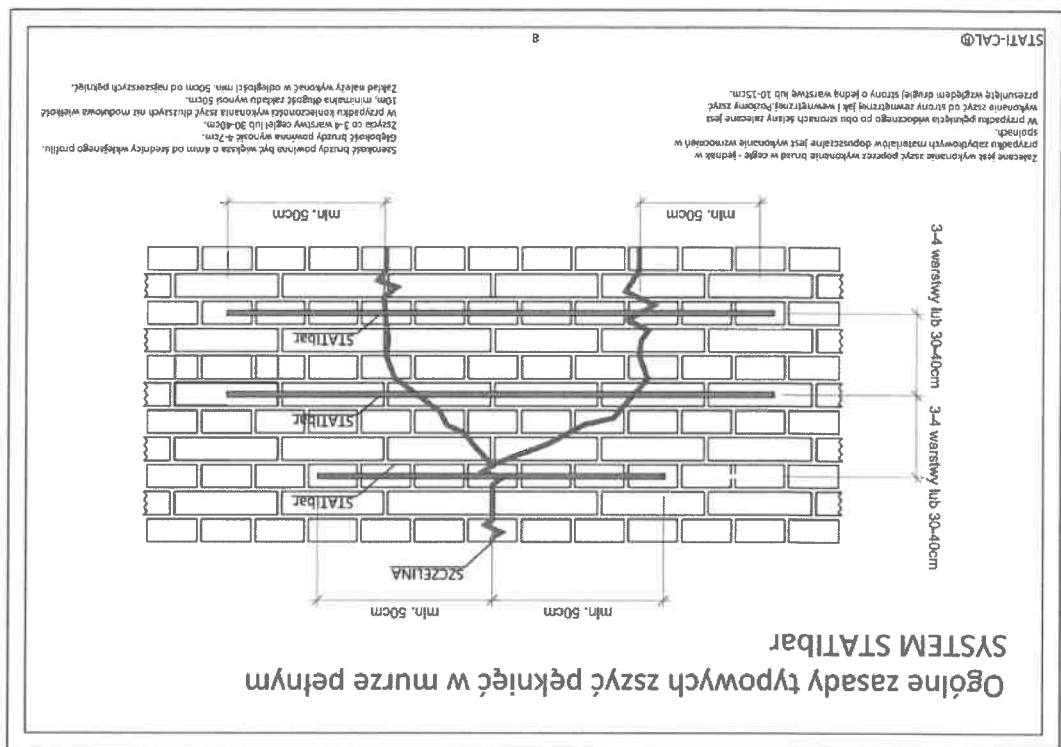 Ogólne zasady typowych zszyć pęknięć w murze pełnym
SYSTEM STATIbar
min. 50cm
min. 50cm
SZCZELINA
STATIbar
STATIbar
STATIbar
3-4 warstwy lub 30-40cm
3-4 warstwy lub 30-40cm
min. 50cm
min. 50cm
Zalecane jest wykonanie zszyć poprzez wykonanie bruzd w cegle - jednak w
przypadku zabytkowych materiałów dopuszczalne jest wykonanie wzmocnień w
spoinach.
W przypadku pęknięcia widocznego po obu stronach ściany zalecane jest
wykonanie zszyć od strony zewnętrznej jak i wewnętrznej.Poziomy zszyć
przesunięte względem drugiej strony o jedną warstwę lub 10-15cm.
Szerokość bruzdy powinna być większa o 4mm od średnicy wklejanego profilu.
Głębokość bruzdy powinna wynosić 4-7cm.
Zszycie co 3-4 warstwy cegieł lub 30-40cm.
W przypadku konieczności wykonania zszyć dłuższych niż modułowa wielkość
10m, minimalna długość zakładu wynosi 50cm.
Zakład należy wykonać w odległości min. 50cm od najszerszych pęknięć.
STATI-CAL®
8